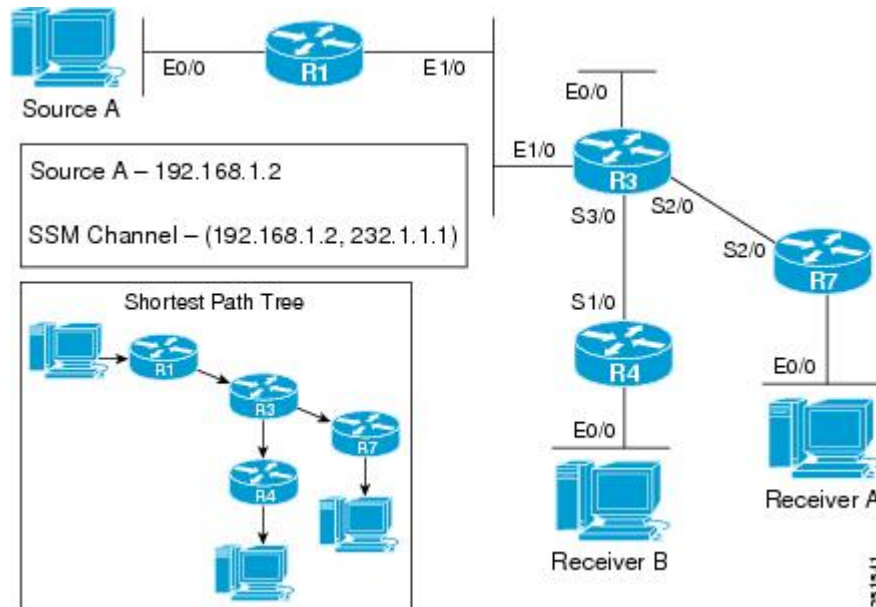 E0/0
R1
E1/0
Source A
E0/0
E1/0
R3
S3/0
S2/0
S2/0
R7
Source A – 192.168.1.2
SSM Channel – (192.168.1.2, 232.1.1.1)
Shortest Path Tree
R1
R3
R7
R4
S1/0
R4
E0/0
E0/0
Receiver A
Receiver B